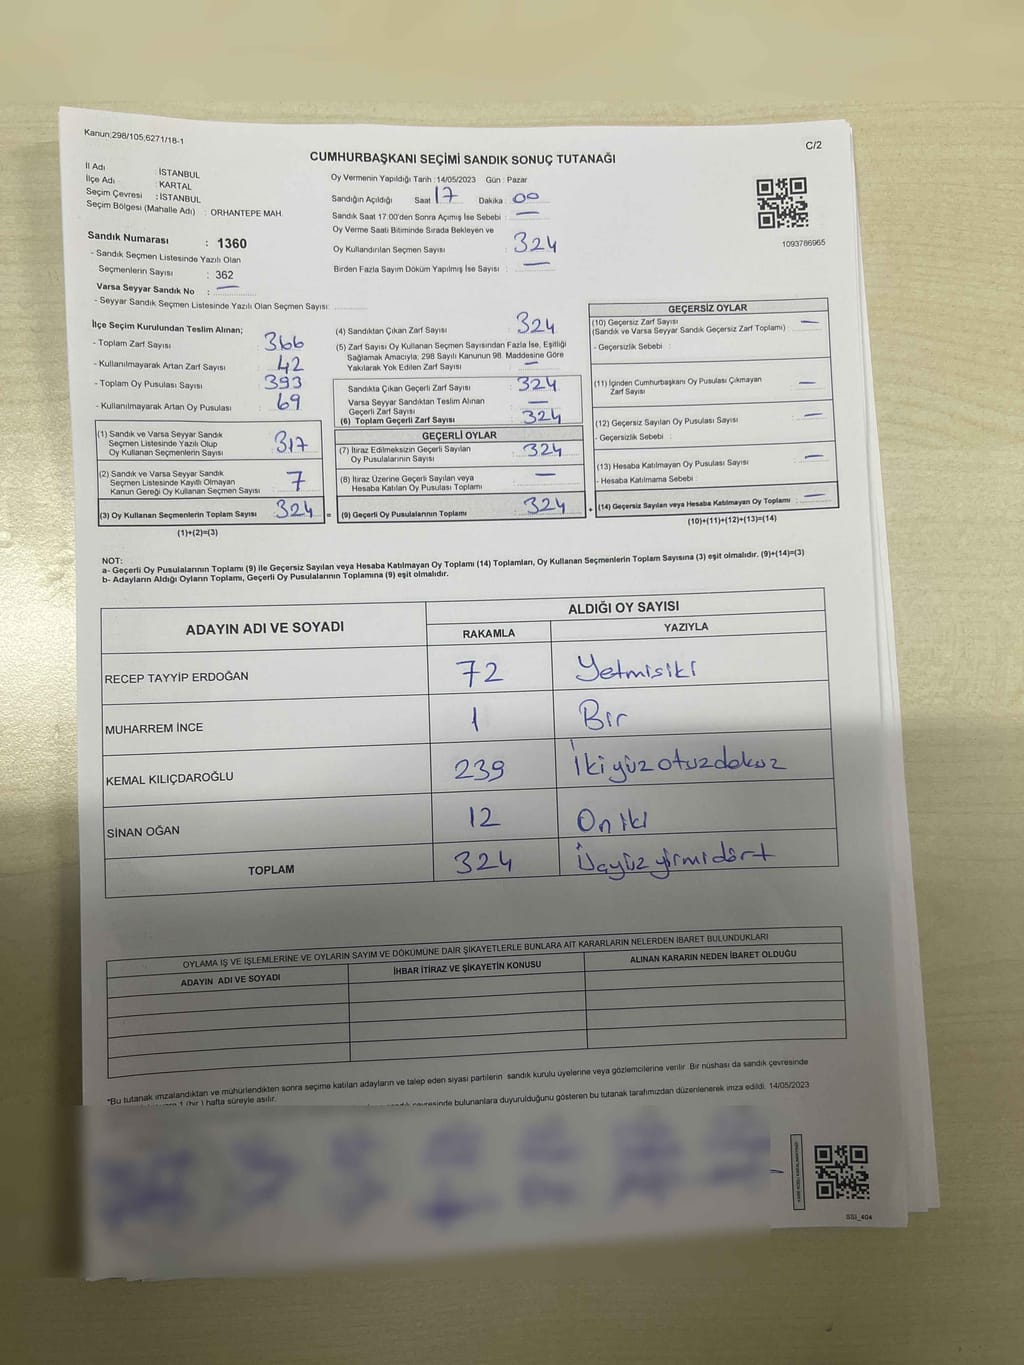 Kanun;298/105;6271/18-1
C/2
CUMHURBAŞKANI SEÇİMİ SANDIK SONUÇ TUTANAĞI
İl Adı : İSTANBUL
İlçe Adı : KARTAL
Seçim Çevresi : İSTANBUL
Seçim Bölgesi (Mahalle Adı) : ORHANTEPE MAH.
Sandık Numarası : 1360
- Sandık Seçmen Listesinde Yazılı Olan
Seçmenlerin Sayısı : 362
Varsa Seyyar Sandık No : —
- Seyyar Sandık Seçmen Listesinde Yazılı Olan Seçmen Sayısı:
Oy Vermenin Yapıldığı Tarih :14/05/2023 Gün : Pazar
Sandığın Açıldığı Saat 17 Dakika : 00
Sandık Saat 17:00'den Sonra Açımış İse Sebebi : —
Oy Verme Saati Bitiminde Sırada Bekleyen ve
Oy Kullandırılan Seçmen Sayısı : 324
Birden Fazla Sayım Döküm Yapılmış İse Sayısı : —
1093786965
İlçe Seçim Kurulundan Teslim Alınan;
- Toplam Zarf Sayısı : 366
- Kullanılmayarak Artan Zarf Sayısı : 42
- Toplam Oy Pusulası Sayısı : 393
- Kullanılmayarak Artan Oy Pusulası : 69
(1) Sandık ve Varsa Seyyar Sandık
Seçmen Listesinde Yazılı Olup
Oy Kullanan Seçmenlerin Sayısı : 317
(2) Sandık ve Varsa Seyyar Sandık
Seçmen Listesinde Kayıtlı Olmayan
Kanun Gereği Oy Kullanan Seçmen Sayısı : 7
(3) Oy Kullanan Seçmenlerin Toplam Sayısı : 324
(1)+(2)=(3)
(4) Sandıktan Çıkan Zarf Sayısı : 324
(5) Zarf Sayısı Oy Kullanan Seçmen Sayısından Fazla İse, Eşitliği
Sağlamak Amacıyla, 298 Sayılı Kanunun 98. Maddesine Göre
Yakılarak Yok Edilen Zarf Sayısı : —
Sandıkta Çıkan Geçerli Zarf Sayısı : 324
Varsa Seyyar Sandıktan Teslim Alınan
Geçerli Zarf Sayısı : —
(6) Toplam Geçerli Zarf Sayısı : 324
GEÇERLİ OYLAR
(7) İtiraz Edilmeksizin Geçerli Sayılan
Oy Pusulalarının Sayısı : 324
(8) İtiraz Üzerine Geçerli Sayılan veya
Hesaba Katılan Oy Pusulası Toplamı : —
= (9) Geçerli Oy Pusulalarının Toplamı : 324
GEÇERSİZ OYLAR
(10) Geçersiz Zarf Sayısı : —
(Sandık ve Varsa Seyyar Sandık Geçersiz Zarf Toplamı)
- Geçersizlik Sebebi :
(11) İçinden Cumhurbaşkanı Oy Pusulası Çıkmayan
Zarf Sayısı : —
(12) Geçersiz Sayılan Oy Pusulası Sayısı : —
- Geçersizlik Sebebi :
(13) Hesaba Katılmayan Oy Pusulası Sayısı : —
- Hesaba Katılmama Sebebi :
+ (14) Geçersiz Sayılan veya Hesaba Katılmayan Oy Toplamı : —
(10)+(11)+(12)+(13)=(14)
NOT:
a- Geçerli Oy Pusulalarının Toplamı (9) ile Geçersiz Sayılan veya Hesaba Katılmayan Oy Toplamı (14) Toplamları, Oy Kullanan Seçmenlerin Toplam Sayısına (3) eşit olmalıdır. (9)+(14)=(3)
b- Adayların Aldığı Oyların Toplamı, Geçerli Oy Pusulalarının Toplamına (9) eşit olmalıdır.
ADAYIN ADI VE SOYADI ALDIĞI OY SAYISI
RAKAMLA YAZIYLA
RECEP TAYYİP ERDOĞAN 72 Yetmisiki
MUHARREM İNCE 1 Bir
KEMAL KILIÇDAROĞLU 239 İkiyüzotuzdokuz
SİNAN OĞAN 12 Oniki
TOPLAM 324 Üçyüzyirmidört
OYLAMA İŞ VE İŞLEMLERİNE VE OYLARIN SAYIM VE DÖKÜMÜNE DAİR ŞİKAYETLERLE BUNLARA AİT KARARLARIN NELERDEN İBARET BULUNDUKLARI
ADAYIN ADI VE SOYADI İHBAR İTİRAZ VE ŞİKAYETİN KONUSU ALINAN KARARIN NEDEN İBARET OLDUĞU
*Bu tutanak imzalandıktan ve mühürlendikten sonra seçime katılan adayların ve talep eden siyasi partilerin sandık kurulu üyelerine veya gözlemcilerine verilir. Bir nüshası da sandık çevresinde
1 (bir) hafta süreyle asılır.
bulunanlara duyurulduğunu gösteren bu tutanak tarafımızdan düzenlenerek imza edildi. 14/05/2023
SSİ_404